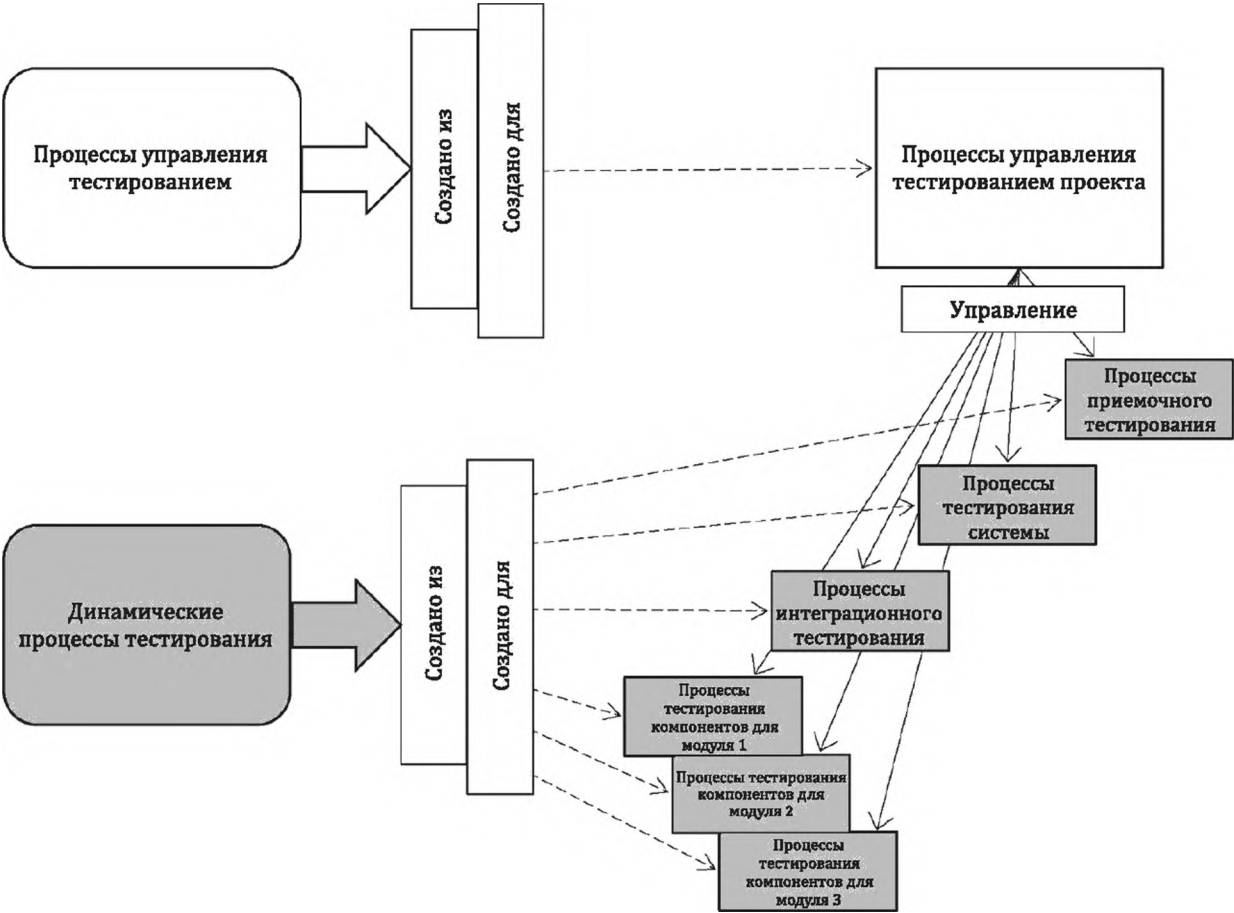 Процессы управления
тестированием
Создано из
Создано для
Процессы управления
тестированием проекта
Управление
Процессы
приемочного
тестирования
Процессы
тестирования
системы
Динамические
процессы тестирования
Создано из
Создано для
Процессы
интеграционного
тестирования
Процессы
тестирования
компонентов для
модуля 1
Процессы тестирования
компонентов для
модуля 2
Процессы
тестирования
компонентов для
модуля 3